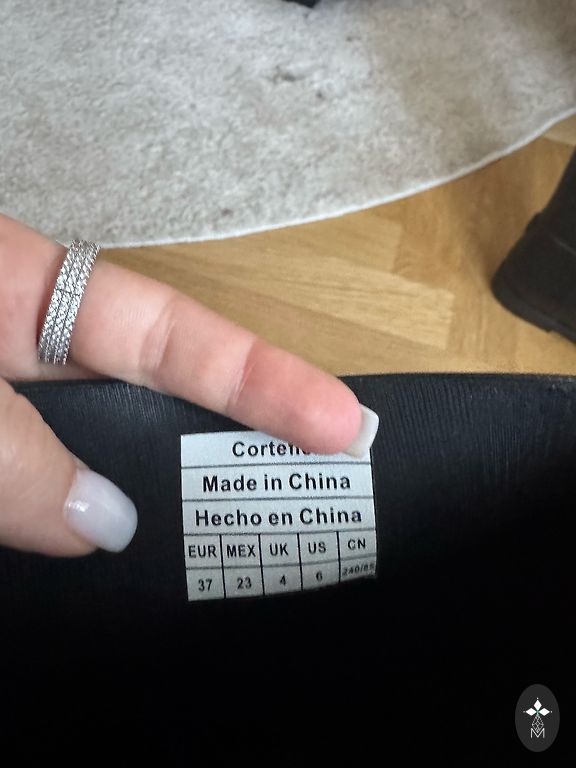 Made in China
Hecho en China
EUR MEX UK US CN
37 23 4 6